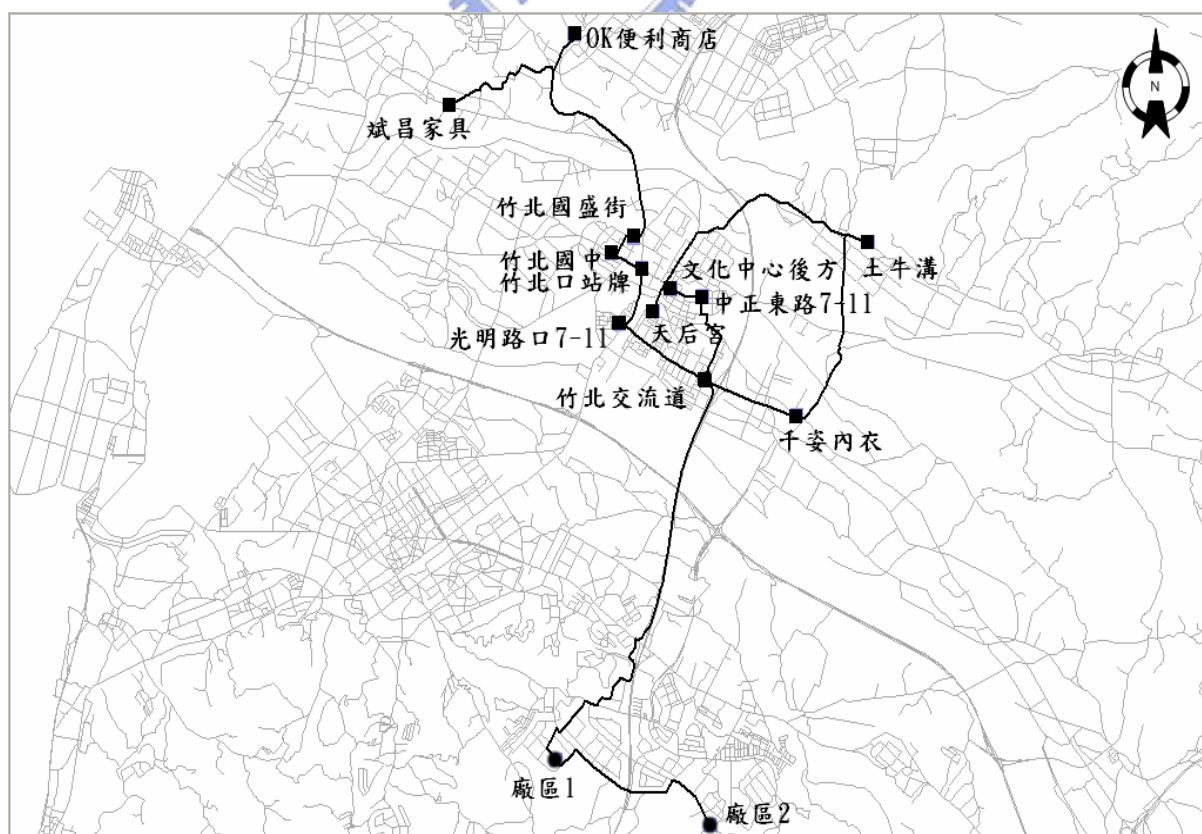 OK便利商店
N
斌昌家具
竹北國盛街
竹北國中
竹北口站牌
文化中心後方
土牛溝
中正東路7-11
光明路口7-11
天后宮
竹北交流道
千姿內衣
廠區1
廠區2